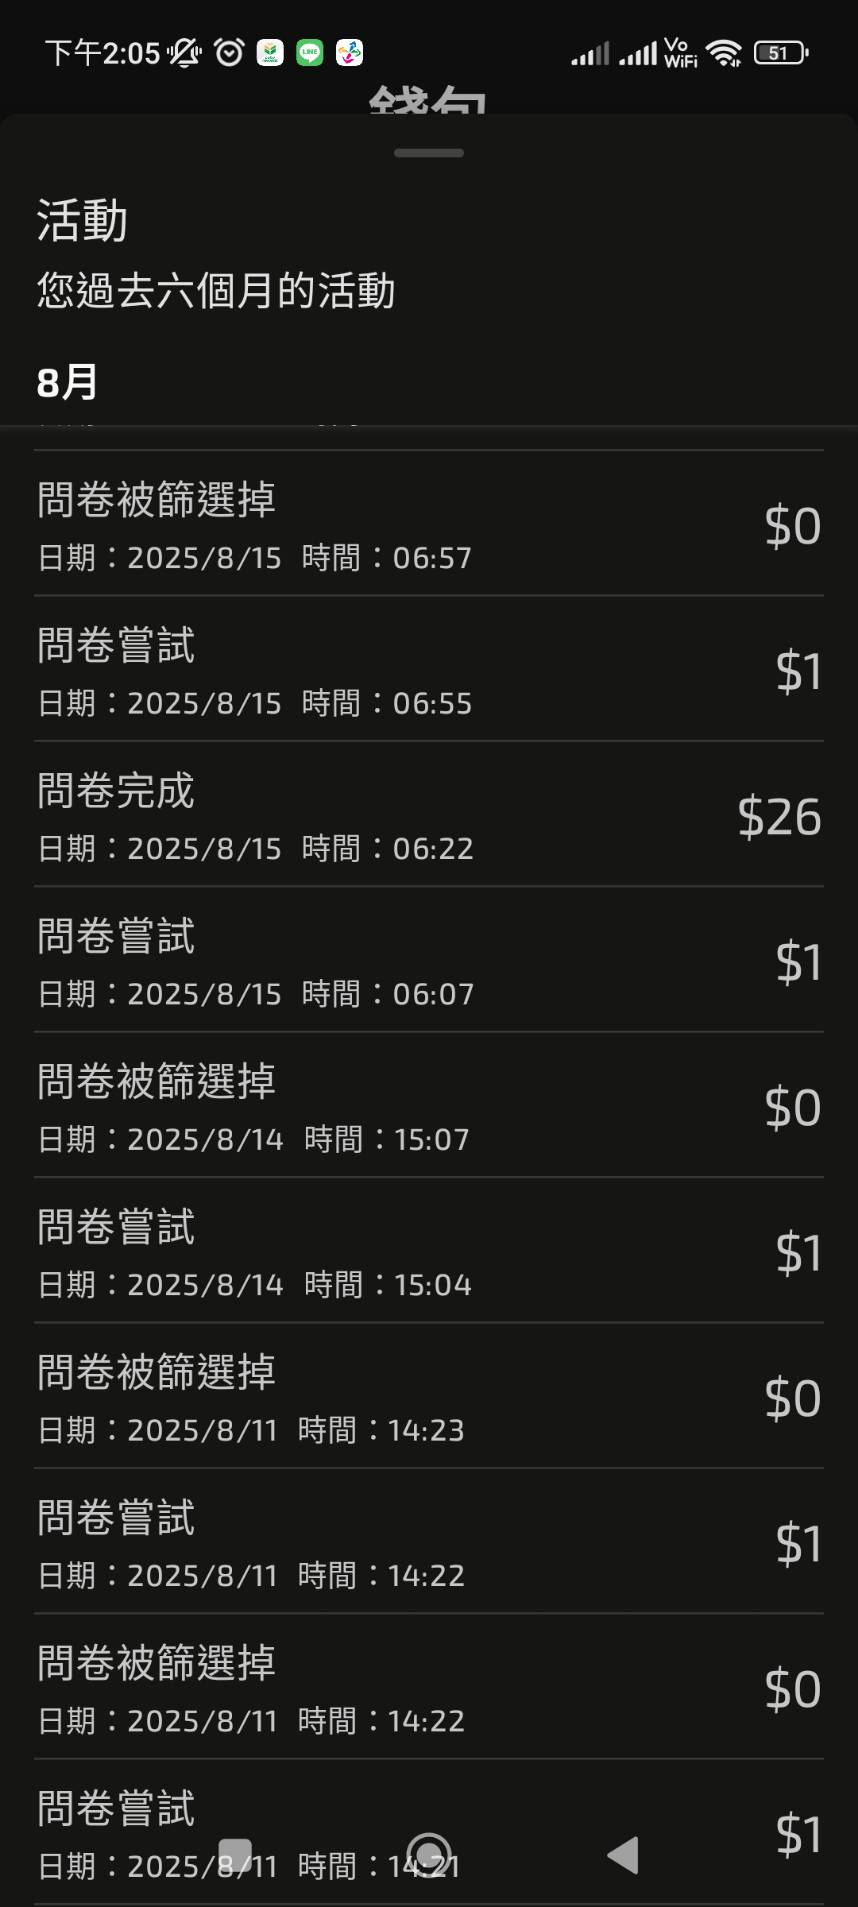 下午2:05
LINE
Vo
WiFi
51
錢包
活動
您過去六個月的活動
8月
問卷被篩選掉
$0
日期：2025/8/15 時間：06:57
問卷嘗試
$1
日期：2025/8/15 時間：06:55
問卷完成
$26
日期：2025/8/15 時間：06:22
問卷嘗試
$1
日期：2025/8/15 時間：06:07
問卷被篩選掉
$0
日期：2025/8/14 時間：15:07
問卷嘗試
$1
日期：2025/8/14 時間：15:04
問卷被篩選掉
$0
日期：2025/8/11 時間：14:23
問卷嘗試
$1
日期：2025/8/11 時間：14:22
問卷被篩選掉
$0
日期：2025/8/11 時間：14:22
問卷嘗試
$1
日期：2025/8/11 時間：14:21